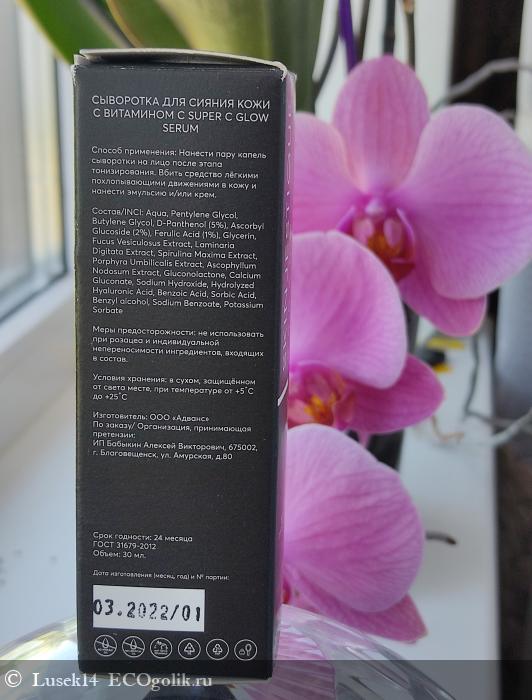 СЫВОРОТКА ДЛЯ СИЯНИЯ КОЖИ
С ВИТАМИНОМ С SUPER C GLOW
SERUM
Способ применения: Нанести пару капель
сыворотки на лицо после этапа
тонизирования. Вбить средство лёгкими
похлопывающими движениями в кожу и
нанести эмульсию и/или крем.
Состав/INCI: Aqua, Pentylene Glycol,
Butylene Glycol, D-Panthenol (5%), Ascorbyl
Glucoside (2%), Ferulic Acid (1%), Glycerin,
Fucus Vesiculosus Extract, Laminaria
Digitata Extract, Spirulina Maxima Extract,
Porphyra Umbilicalis Extract, Ascophyllum
Nodosum Extract, Gluconolactone, Calcium
Gluconate, Sodium Hydroxide, Hydrolyzed
Hyaluronic Acid, Benzoic Acid, Sorbic Acid,
Benzyl alcohol, Sodium Benzoate, Potassium
Sorbate
Меры предосторожности: не использовать
при розацеа и индивидуальной
непереносимости ингредиентов, входящих
в состав.
Условия хранения: в сухом, защищённом
от света месте, при температуре от +5˚С
до +25˚С
Изготовитель: ООО «Адванс»
По заказу/ Организация, принимающая
претензии:
ИП Бабыкин Алексей Викторович, 675002,
г. Благовещенск, ул. Амурская, д.80
Срок годности: 24 месяца
ГОСТ 31679-2012
Объем: 30 мл.
Дата изготовления (месяц, год) и № партии:
03.2022/01
© Lusek14 ECOgolik.ru